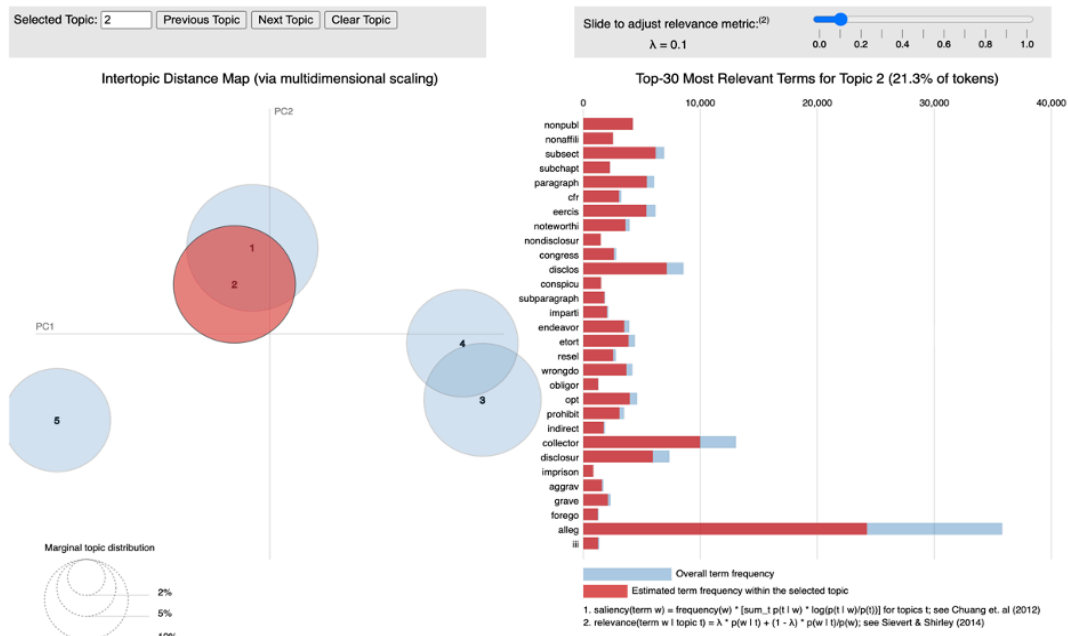 Selected Topic: 2 Previous Topic Next Topic Clear Topic
Slide to adjust relevance metric:(2)
λ = 0.1
0.0 0.2 0.4 0.6 0.8 1.0
Intertopic Distance Map (via multidimensional scaling)
PC2
PC1
1
2
4
3
5
Marginal topic distribution
2%
5%
10%
Top-30 Most Relevant Terms for Topic 2 (21.3% of tokens)
0 10,000 20,000 30,000 40,000
nonpubl
nonaffili
subsect
subchapt
paragraph
cfr
eercis
noteworthi
nondisclosur
congress
disclos
conspicu
subparagraph
imparti
endeavor
etort
resel
wrongdo
obligor
opt
prohibit
indirect
collector
disclosur
imprison
aggrav
grave
forego
alleg
iii
Overall term frequency
Estimated term frequency within the selected topic
1. saliency(term w) = frequency(w) * [sum_t p(t | w) * log(p(t | w)/p(t))] for topics t; see Chuang et. al (2012)
2. relevance(term w | topic t) = λ * p(w | t) + (1 - λ) * p(w | t)/p(w); see Sievert & Shirley (2014)